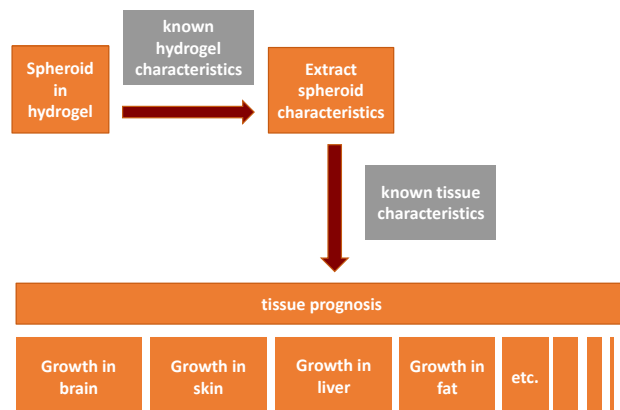 known
hydrogel
characteristics
Spheroid
in
hydrogel
Extract
spheroid
characteristics
known tissue
characteristics
tissue prognosis
Growth in
brain
Growth in
skin
Growth in
liver
Growth in
fat
etc.